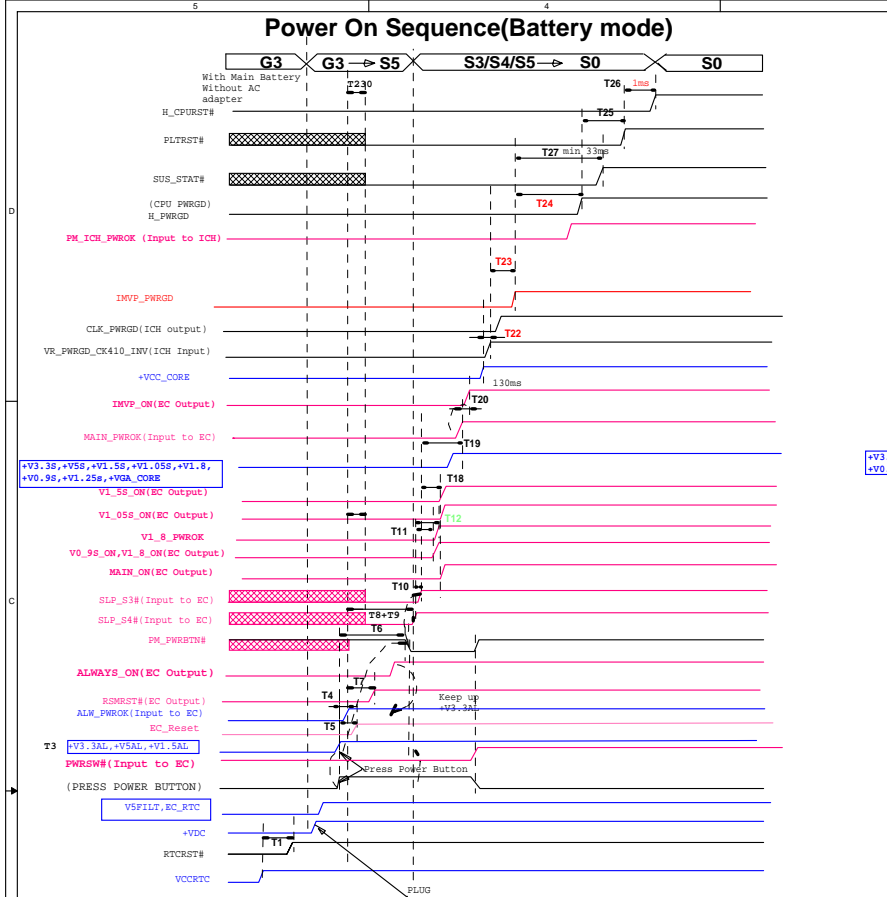 5
4
Power On Sequence(Battery mode)
G3
G3
S5
S3/S4/S5
S0
S0
With Main Battery
Without AC
adapter
T230
T26
1ms
H_CPURST#
T25
PLTRST#
T27
min 33ms
SUS_STAT#
(CPU PWRGD)
H_PWRGD
T24
D
PM_ICH_PWROK (Input to ICH)
T23
IMVP_PWRGD
CLK_PWRGD(ICH output)
T22
VR_PWRGD_CK410_INV(ICH Input)
+VCC_CORE
130ms
IMVP_ON(EC Output)
T20
MAIN_PWROK(Input to EC)
T19
+V3.3S,+V5S,+V1.5S,+V1.05S,+V1.8,
+V0.9S,+V1.25s,+VGA_CORE
+V3
+V0
T18
V1_5S_ON(EC Output)
V1_05S_ON(EC Output)
T12
T11
V1_8_PWROK
V0_9S_ON,V1_8_ON(EC Output)
MAIN_ON(EC Output)
T10
SLP_S3#(Input to EC)
C
T8+T9
SLP_S4#(Input to EC)
T6
PM_PWRBTN#
ALWAYS_ON(EC Output)
T7
RSMRST#(EC Output)
T4
Keep up
+V3.3AL
ALW_PWROK(Input to EC)
T5
EC_Reset
T3
+V3.3AL,+V5AL,+V1.5AL
PWRSW#(Input to EC)
Press Power Button
(PRESS POWER BUTTON)
V5FILT,EC_RTC
+VDC
T1
RTCRST#
VCCRTC
PLUG